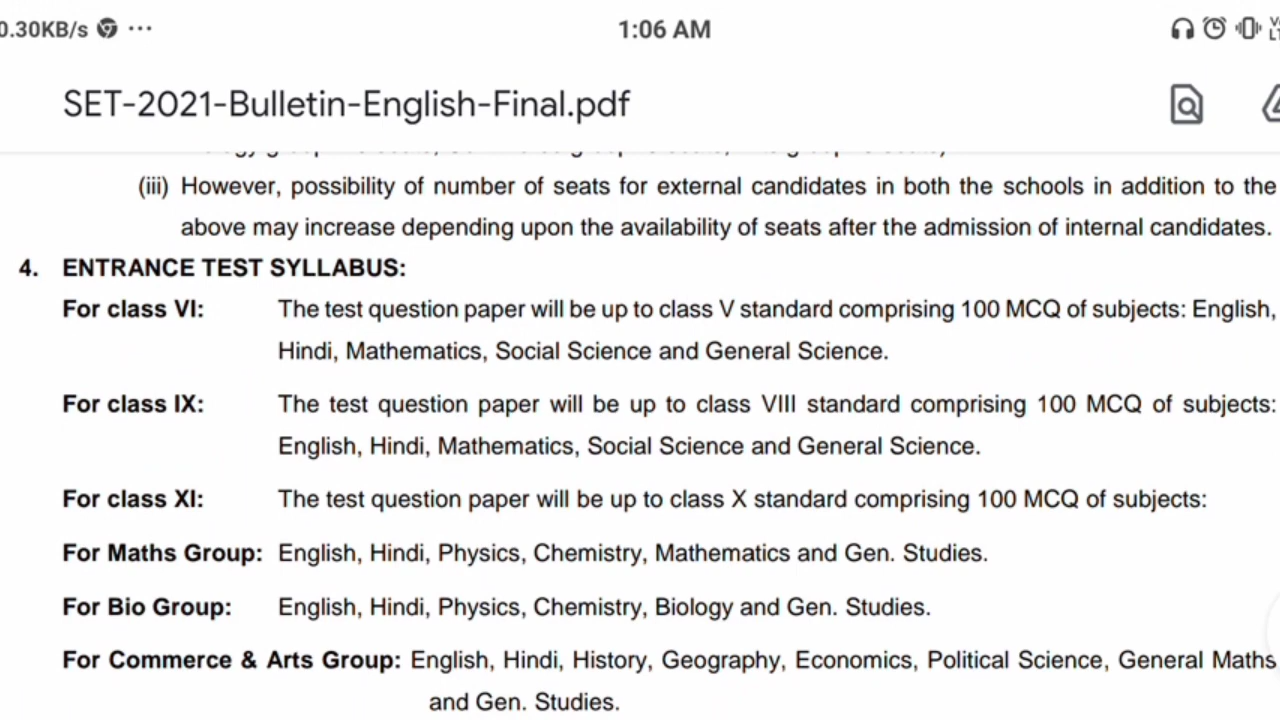 0.30KB/s ... 1:06 AM
SET-2021-Bulletin-English-Final.pdf
(iii) However, possibility of number of seats for external candidates in both the schools in addition to the
above may increase depending upon the availability of seats after the admission of internal candidates.
4. ENTRANCE TEST SYLLABUS:
For class VI: The test question paper will be up to class V standard comprising 100 MCQ of subjects: English,
Hindi, Mathematics, Social Science and General Science.
For class IX: The test question paper will be up to class VIII standard comprising 100 MCQ of subjects:
English, Hindi, Mathematics, Social Science and General Science.
For class XI: The test question paper will be up to class X standard comprising 100 MCQ of subjects:
For Maths Group: English, Hindi, Physics, Chemistry, Mathematics and Gen. Studies.
For Bio Group: English, Hindi, Physics, Chemistry, Biology and Gen. Studies.
For Commerce & Arts Group: English, Hindi, History, Geography, Economics, Political Science, General Maths
and Gen. Studies.